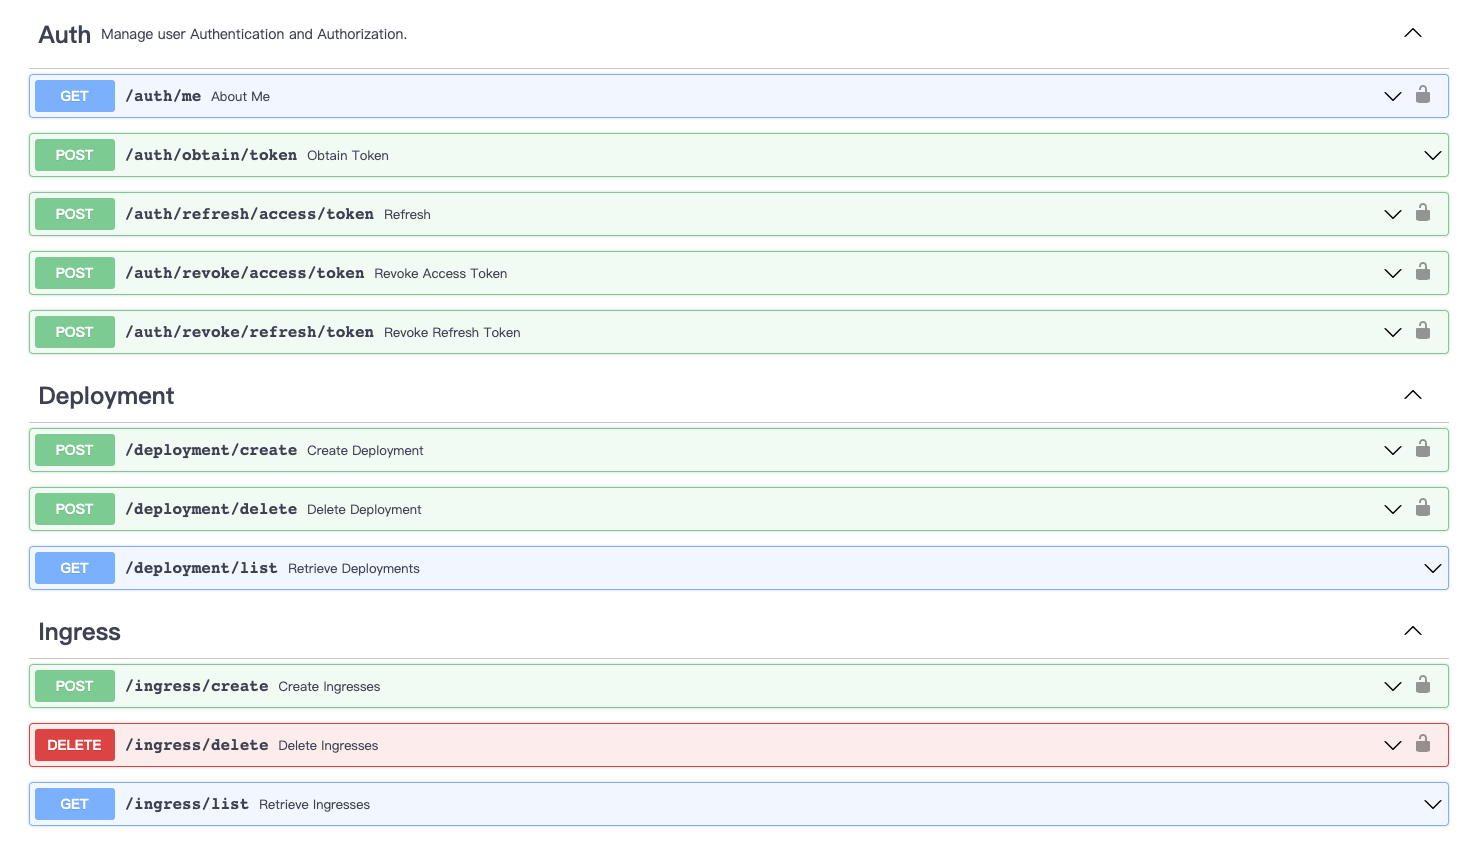 Auth Manage user Authentication and Authorization.
GET /auth/me About Me
POST /auth/obtain/token Obtain Token
POST /auth/refresh/access/token Refresh
POST /auth/revoke/access/token Revoke Access Token
POST /auth/revoke/refresh/token Revoke Refresh Token
Deployment
POST /deployment/create Create Deployment
POST /deployment/delete Delete Deployment
GET /deployment/list Retrieve Deployments
Ingress
POST /ingress/create Create Ingresses
DELETE /ingress/delete Delete Ingresses
GET /ingress/list Retrieve Ingresses